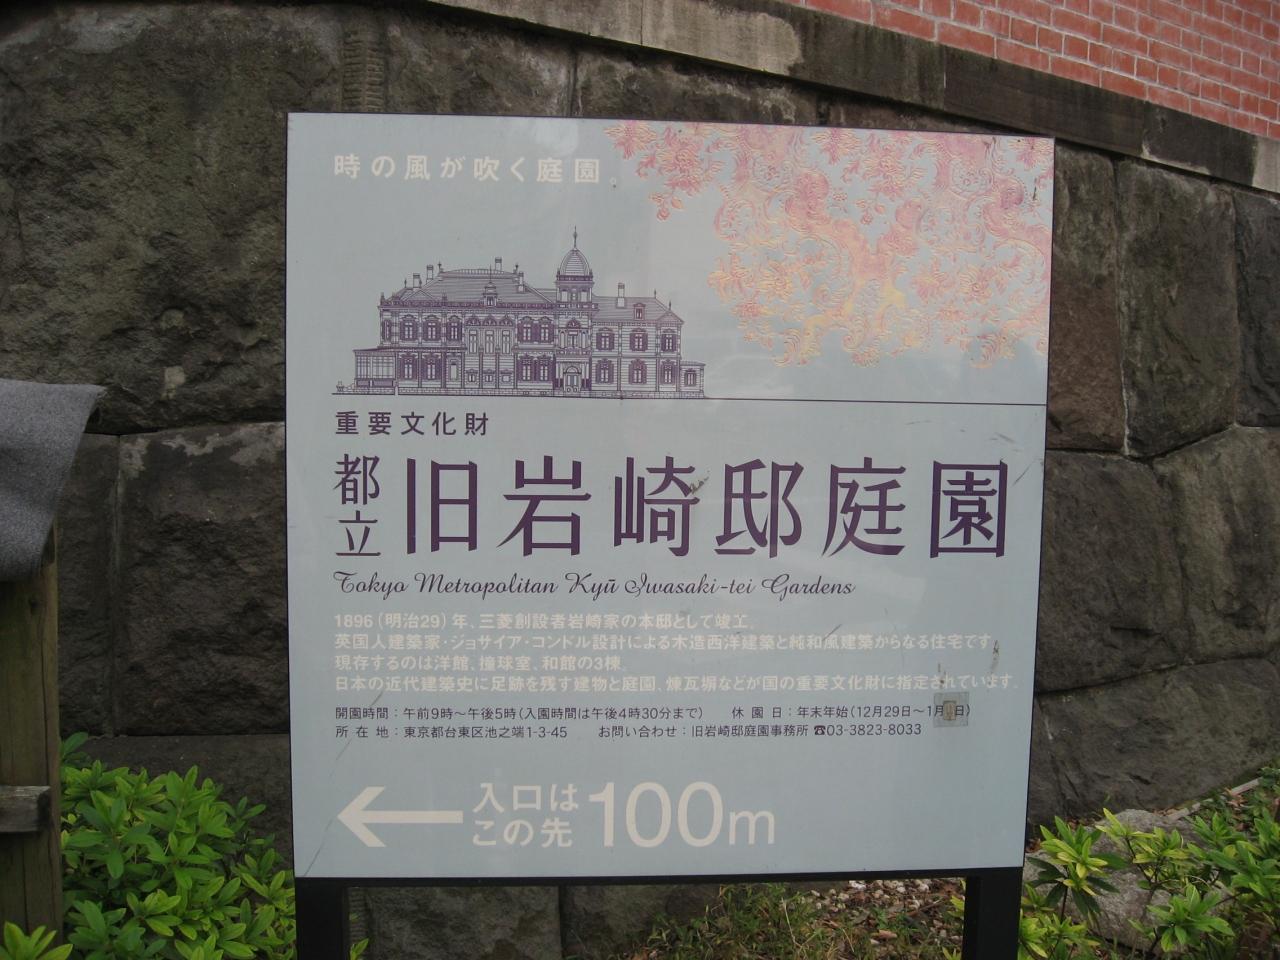 時の風が吹く庭園。
重要文化財
都立 旧岩崎邸庭園
Tokyo Metropolitan Kyū Iwasaki-tei Gardens
1896(明治29)年、三菱創設者岩崎家の本邸として竣工。
英国人建築家・ジョサイア・コンドル設計による木造西洋建築と純和風建築からなる住宅です。
現存するのは洋館、撞球室、和館の3棟。
日本の近代建築史に足跡を残す建物と庭園、煉瓦塀などが国の重要文化財に指定されています。
開園時間:午前9時〜午後5時(入園時間は午後4時30分まで) 休園日:年末年始(12月29日〜1月 日)
所在地:東京都台東区池之端1-3-45 お問い合わせ:旧岩崎邸庭園事務所 ☎03-3823-8033
← 入口はこの先 100m